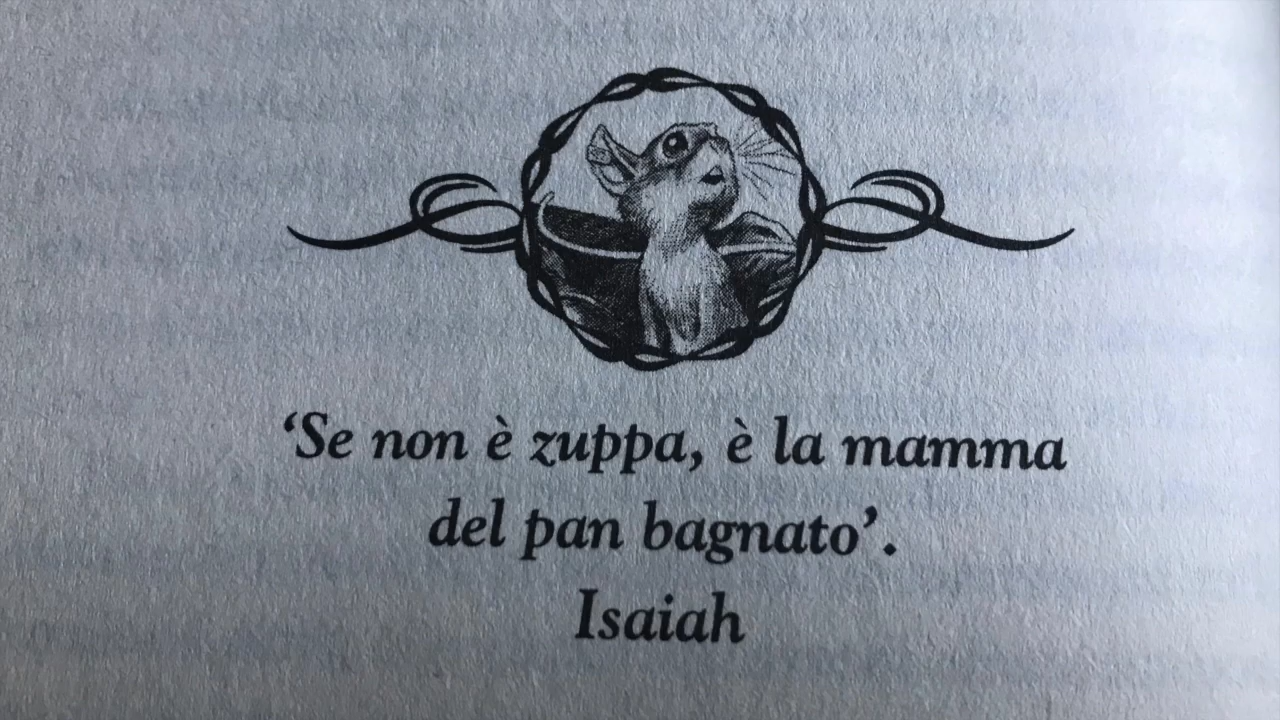 ‘Se non è zuppa, è la mamma
del pan bagnato’.
Isaiah